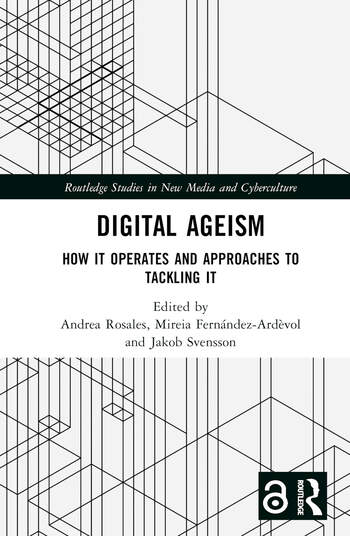 Routledge Studies in New Media and Cyberculture
DIGITAL AGEISM
HOW IT OPERATES AND APPROACHES TO
TACKLING IT
Edited by
Andrea Rosales, Mireia Fernández-Ardèvol
and Jakob Svensson
ROUTLEDGE